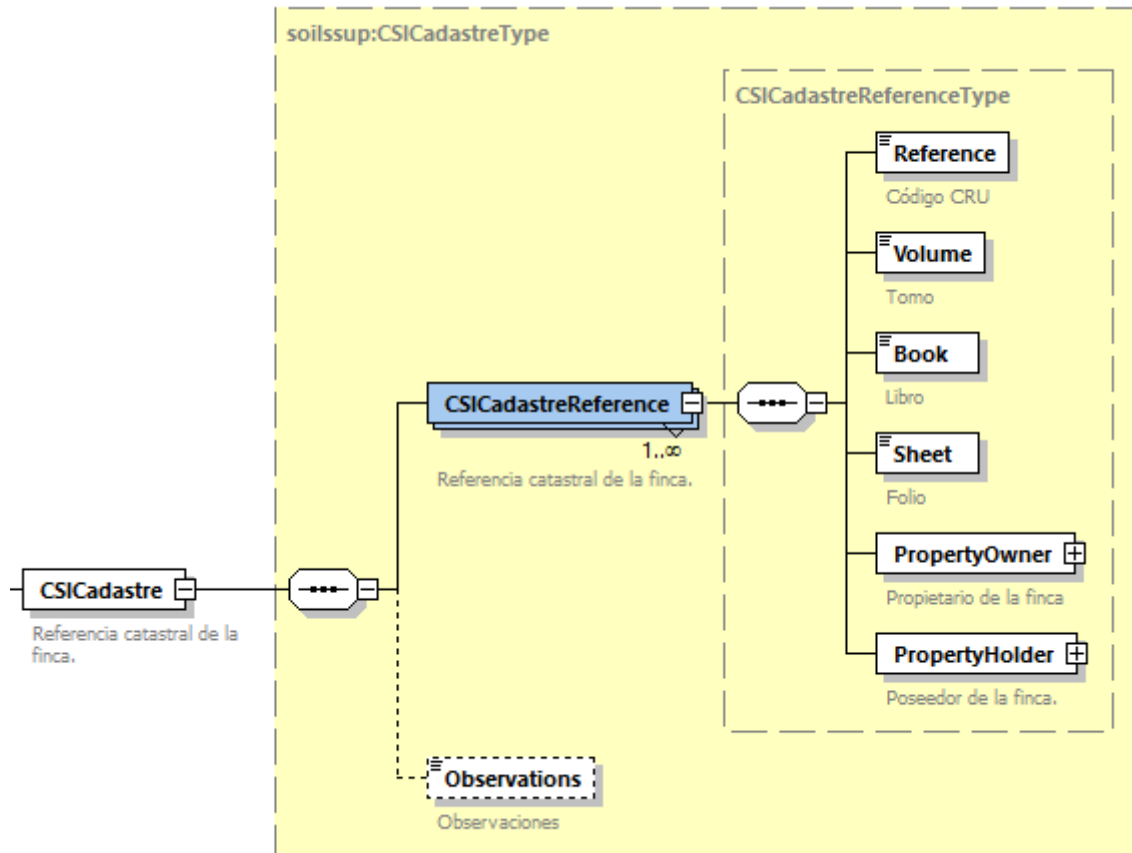 soilssup:CSICadastreType
CSICadastreReferenceType
Reference
Código CRU
Volume
Tomo
Book
Libro
CSICadastreReference
1..∞
Referencia catastral de la finca.
Sheet
Folio
PropertyOwner
Propietario de la finca
CSICadastre
Referencia catastral de la
finca.
PropertyHolder
Poseedor de la finca.
Observations
Observaciones